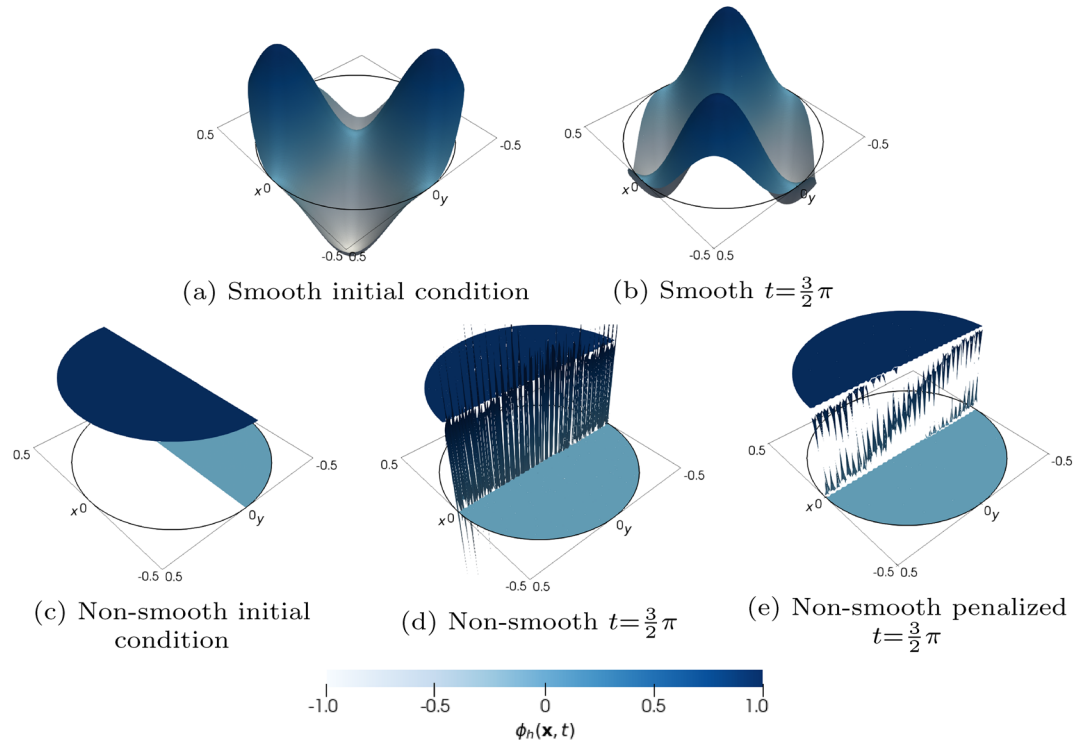 0.5
-0.5
x 0
0 y
-0.5 0.5
(a) Smooth initial condition
0.5
-0.5
x 0
0 y
-0.5 0.5
(b) Smooth t=3/2 π
0.5
-0.5
x 0
0 y
-0.5 0.5
(c) Non-smooth initial
condition
0.5
-0.5
x 0
0 y
-0.5 0.5
(d) Non-smooth t=3/2 π
0.5
-0.5
x 0
0 y
-0.5 0.5
(e) Non-smooth penalized
t=3/2 π
-1.0 -0.5 0 0.5 1.0
ϕh(x, t)